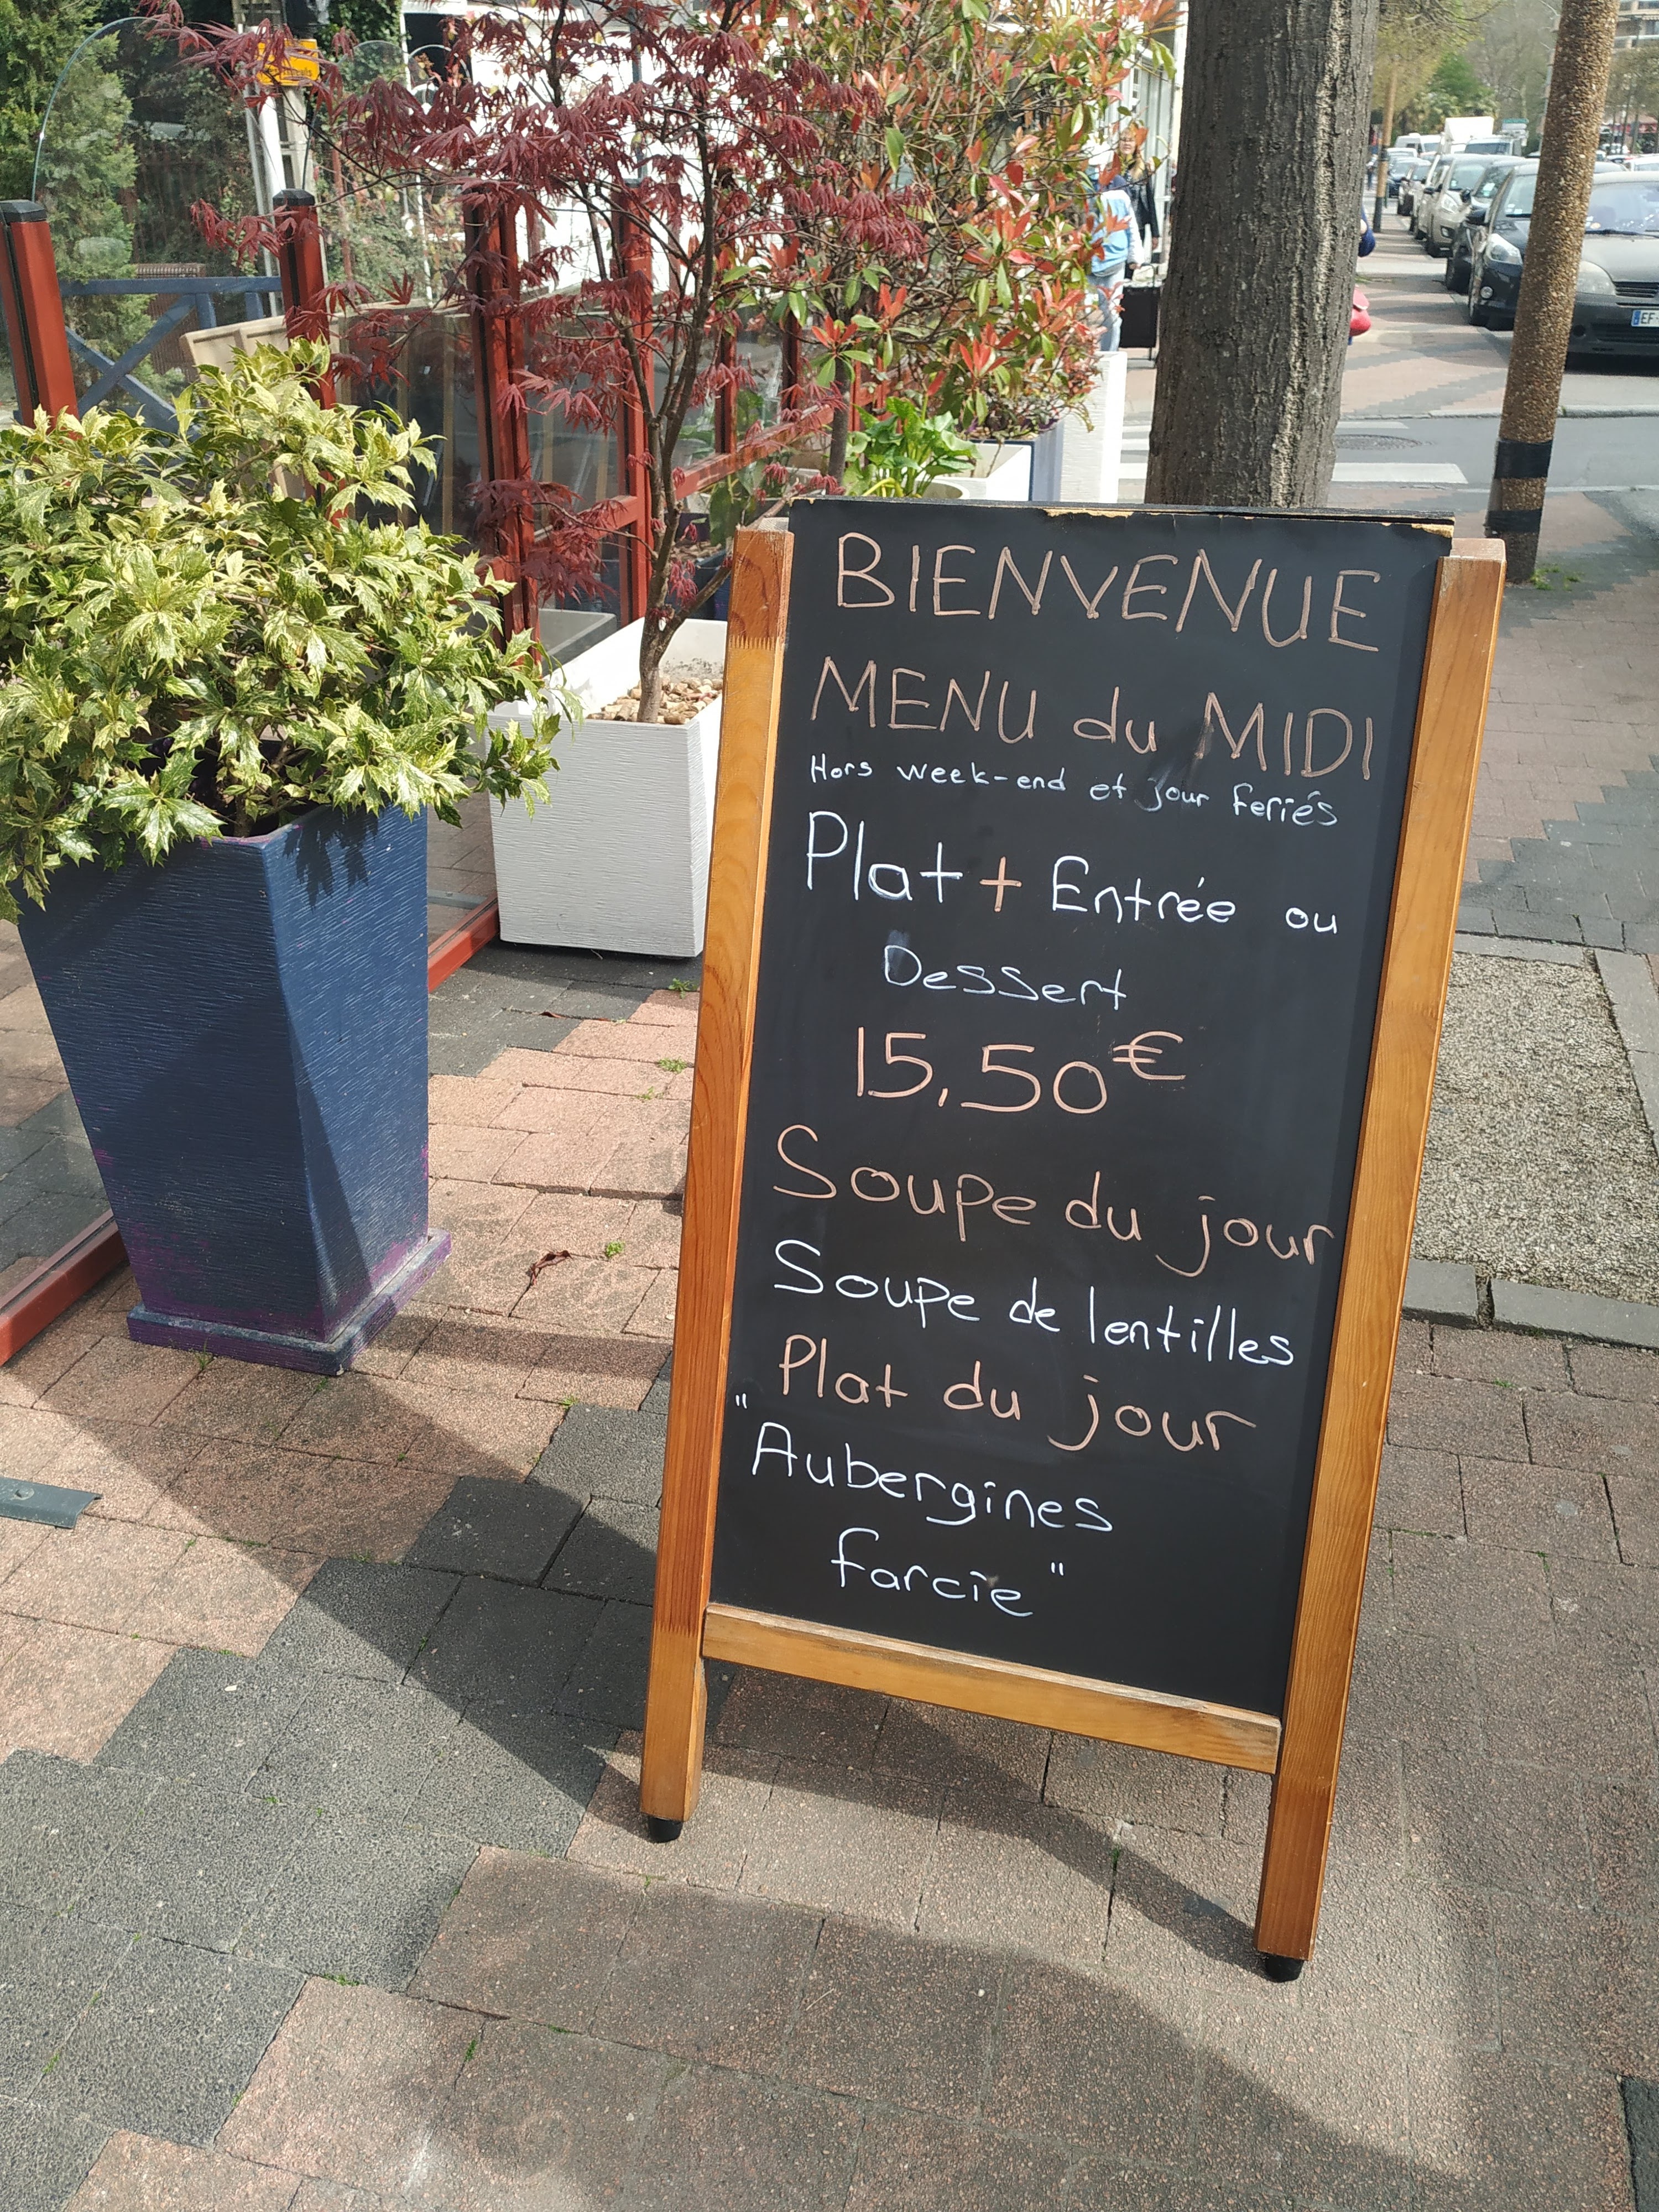 BIENVENUE
MENU du MIDI
Hors week-end et jour feriés
Plat + Entrée ou
Dessert
15,50€
Soupe du jour
Soupe de lentilles
Plat du jour
"Aubergines
farcie"
EF